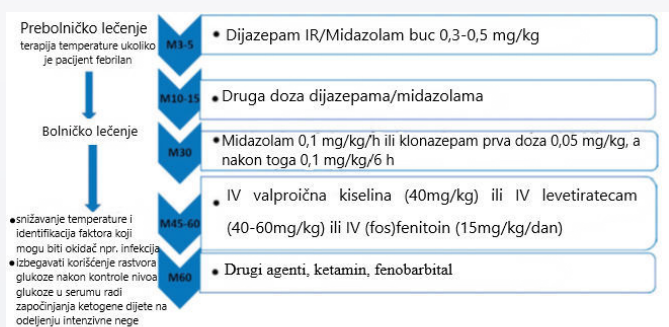 Prebolničko lečenje
terapija temperature ukoliko
je pacijent febrilan
M3-5
• Dijazepam IR/Midazolam buc 0,3-0,5 mg/kg
M10-15
• Druga doza dijazepama/midazolama
Bolničko lečenje
M30
• Midazolam 0,1 mg/kg/h ili klonazepam prva doza 0,05 mg/kg, a
nakon toga 0,1 mg/kg/6 h
M45-60
• IV valproična kiselina (40mg/kg) ili IV levetiratecam
(40-60mg/kg) ili IV (fos)fenitoin (15mg/kg/dan)
• snižavanje temperature i
identifikacija faktora koji
mogu biti okidač npr. infekcija
• izbegavati korišćenje rastvora
glukoze nakon kontrole nivoa
glukoze u serumu radi
započinjanja ketogene dijete na
odeljenju intenzivne nege
M60
• Drugi agenti, ketamin, fenobarbital